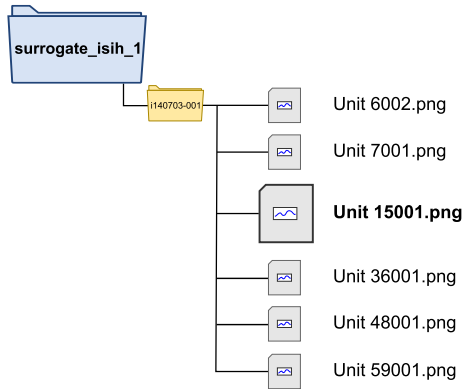 surrogate_isih_1
i140703-001
Unit 6002.png
Unit 7001.png
Unit 15001.png
Unit 36001.png
Unit 48001.png
Unit 59001.png